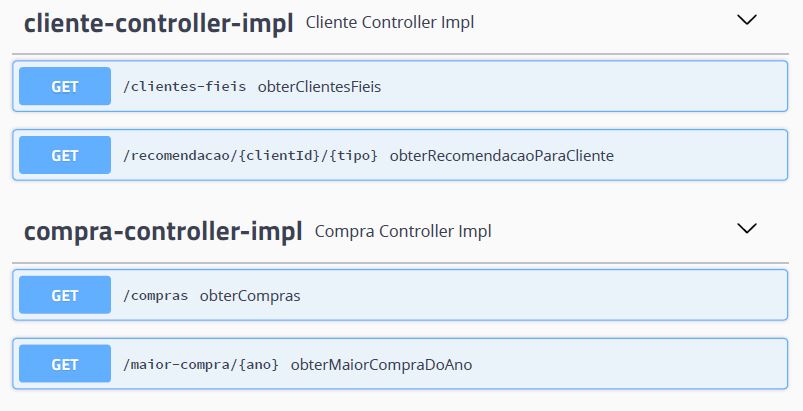 cliente-controller-impl Cliente Controller Impl
GET /clientes-fieis obterClientesFieis
GET /recomendacao/{clientId}/{tipo} obterRecomendacaoParaCliente
compra-controller-impl Compra Controller Impl
GET /compras obterCompras
GET /maior-compra/{ano} obterMaiorCompraDoAno